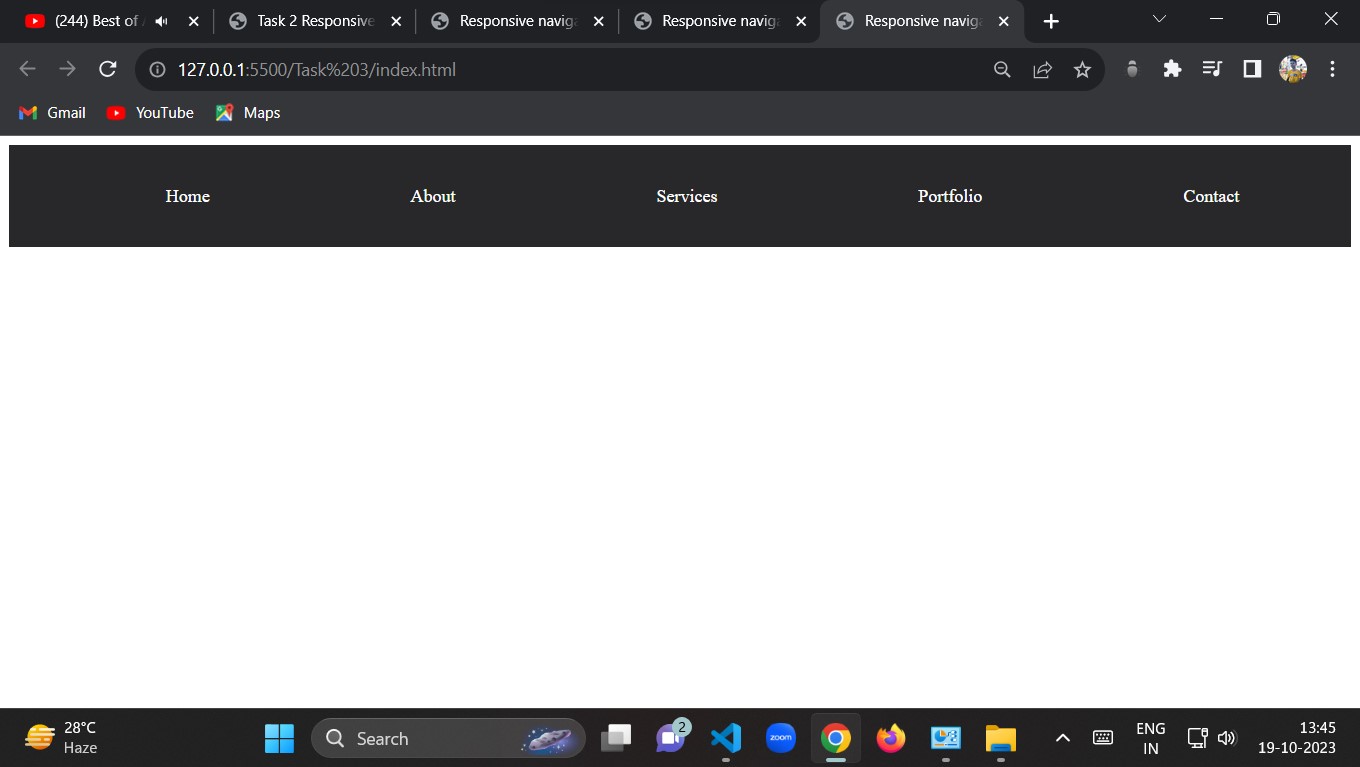 (244) Best of
Task 2 Responsive
Responsive naviga
Responsive naviga
Responsive naviga
127.0.0.1:5500/Task%203/index.html
Gmail
YouTube
Maps
Home
About
Services
Portfolio
Contact
28°C
Haze
Search
2
zoom
ENG
IN
13:45
19-10-2023